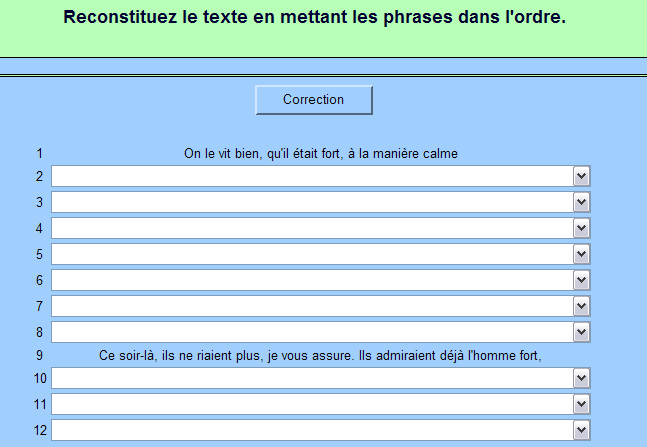 Reconstituez le texte en mettant les phrases dans l'ordre.
Correction
1 On le vit bien, qu'il était fort, à la manière calme
2
3
4
5
6
7
8
9 Ce soir-là, ils ne riaient plus, je vous assure. Ils admiraient déjà l'homme fort,
10
11
12